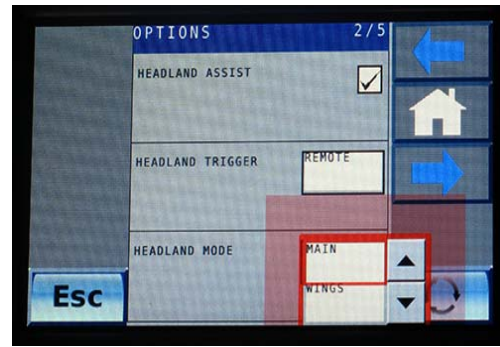 OPTIONS 2/5
HEADLAND ASSIST
HEADLAND TRIGGER REMOTE
HEADLAND MODE MAIN
WINGS
Esc